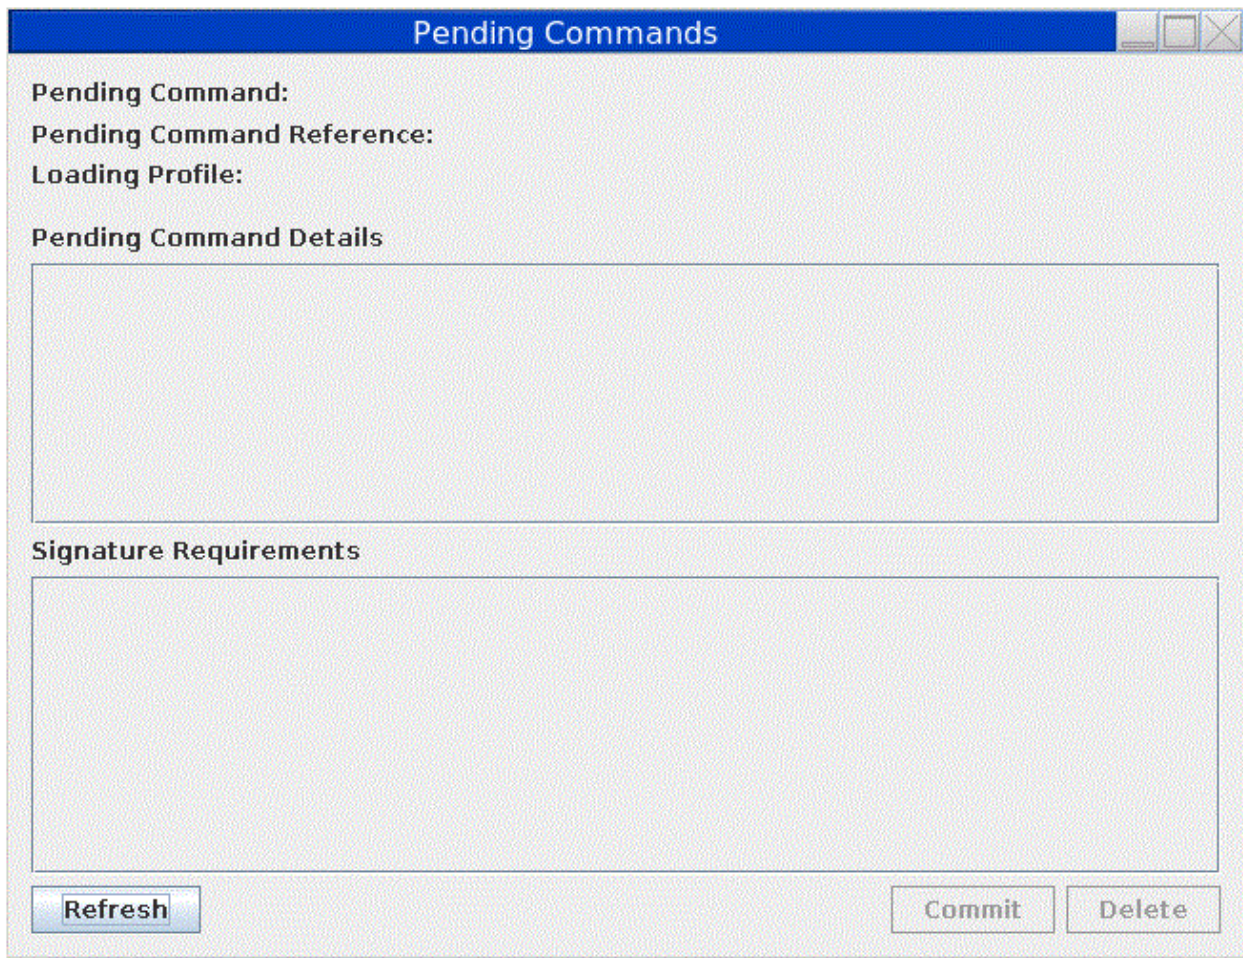 Pending Commands
Pending Command:
Pending Command Reference:
Loading Profile:
Pending Command Details
Signature Requirements
Refresh Commit Delete